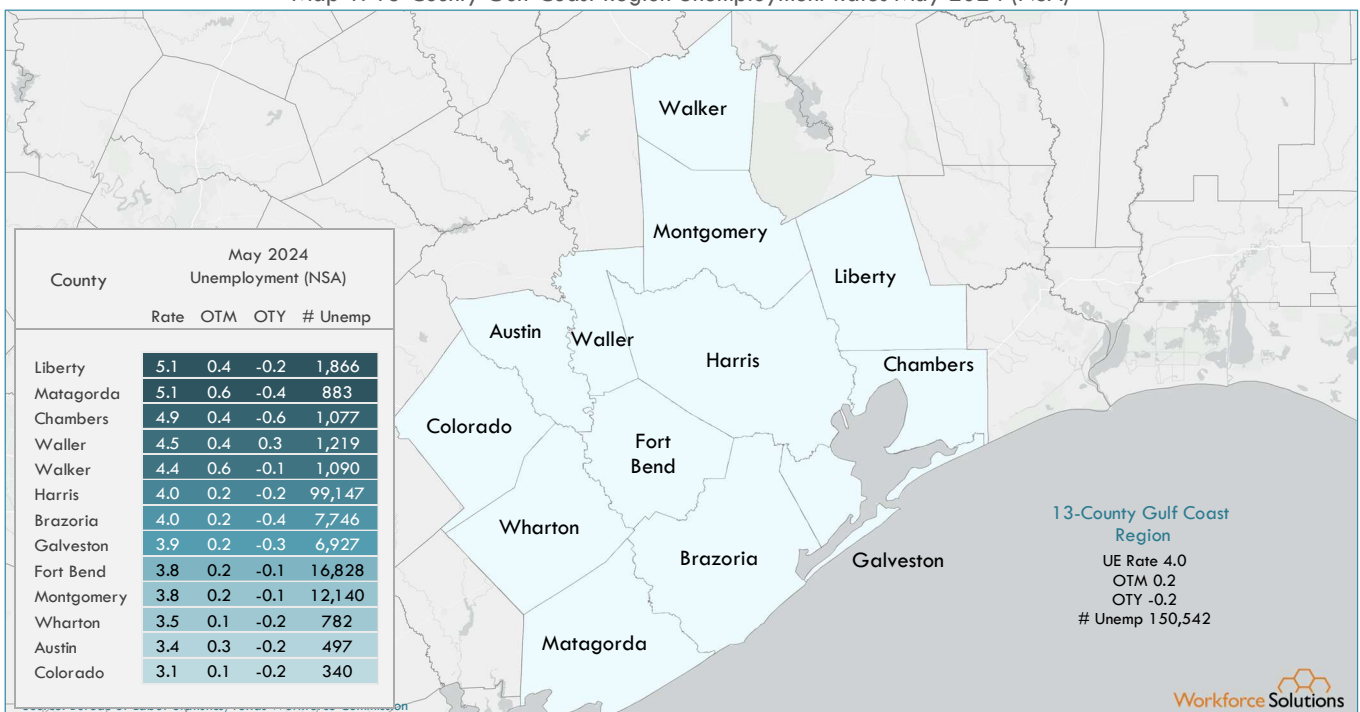 Walker
Montgomery
Liberty
Austin
Waller
Harris
Chambers
Colorado
Fort
Bend
Wharton
Brazoria
Galveston
Matagorda
County
May 2024
Unemployment (NSA)
Rate OTM OTY # Unemp
Liberty 5.1 0.4 -0.2 1,866
Matagorda 5.1 0.6 -0.4 883
Chambers 4.9 0.4 -0.6 1,077
Waller 4.5 0.4 0.3 1,219
Walker 4.4 0.6 -0.1 1,090
Harris 4.0 0.2 -0.2 99,147
Brazoria 4.0 0.2 -0.4 7,746
Galveston 3.9 0.2 -0.3 6,927
Fort Bend 3.8 0.2 -0.1 16,828
Montgomery 3.8 0.2 -0.1 12,140
Wharton 3.5 0.1 -0.2 782
Austin 3.4 0.3 -0.2 497
Colorado 3.1 0.1 -0.2 340
13-County Gulf Coast
Region
UE Rate 4.0
OTM 0.2
OTY -0.2
# Unemp 150,542
Workforce Solutions